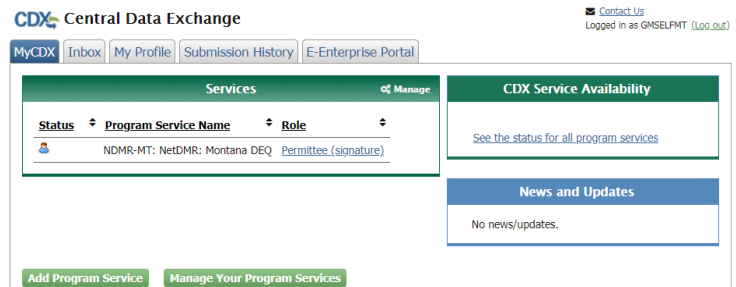 CDX Central Data Exchange
Contact Us
Logged in as GMSELFMT (Log out)
MyCDX Inbox My Profile Submission History E-Enterprise Portal
Services Manage
Status Program Service Name Role
NDMR-MT: NetDMR: Montana DEQ Permittee (signature)
CDX Service Availability
See the status for all program services
News and Updates
No news/updates.
Add Program Service Manage Your Program Services